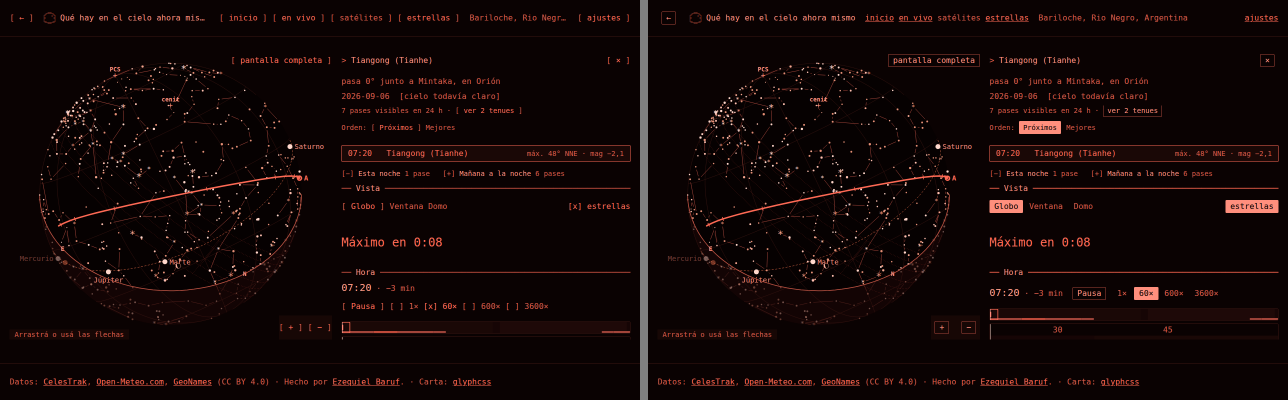 [ ← ] Qué hay en el cielo ahora mis… [ inicio ] [ en vivo ] [ satélites ] [ estrellas ] Bariloche, Río Negr… [ ajustes ]
[ pantalla completa ]
PCS
cenit
Saturno
A
E
Mercurio
Marte
Júpiter
N
Arrastrá o usá las flechas
[ + ] [ − ]
> Tiangong (Tianhe) [ × ]
pasa 0° junto a Mintaka, en Orión
2026-09-06 [cielo todavía claro]
7 pases visibles en 24 h · [ ver 2 tenues ]
Orden: [ Próximos ] Mejores
07:20 Tiangong (Tianhe) máx. 48° NNE · mag −2,1
[−] Esta noche 1 pase [+] Mañana a la noche 6 pases
Vista
[ Globo ] Ventana Domo [x] estrellas
Máximo en 0:08
Hora
07:20 · −3 min
[ Pausa ] [ ] 1× [x] 60× [ ] 600× [ ] 3600×
Datos: CelesTrak, Open-Meteo.com, GeoNames (CC BY 4.0) · Hecho por Ezequiel Baruf. · Carta: glyphcss
← Qué hay en el cielo ahora mismo inicio en vivo satélites estrellas Bariloche, Río Negro, Argentina ajustes
pantalla completa
PCS
cenit
Saturno
A
E
Mercurio
Marte
Júpiter
N
Arrastrá o usá las flechas
+ −
> Tiangong (Tianhe) ×
pasa 0° junto a Mintaka, en Orión
2026-09-06 [cielo todavía claro]
7 pases visibles en 24 h · ver 2 tenues
Orden: Próximos Mejores
07:20 Tiangong (Tianhe) máx. 48° NNE · mag −2,1
[−] Esta noche 1 pase [+] Mañana a la noche 6 pases
Vista
Globo Ventana Domo estrellas
Máximo en 0:08
Hora
07:20 · −3 min Pausa 1× 60× 600× 3600×
30 45
Datos: CelesTrak, Open-Meteo.com, GeoNames (CC BY 4.0) · Hecho por Ezequiel Baruf. · Carta: glyphcss